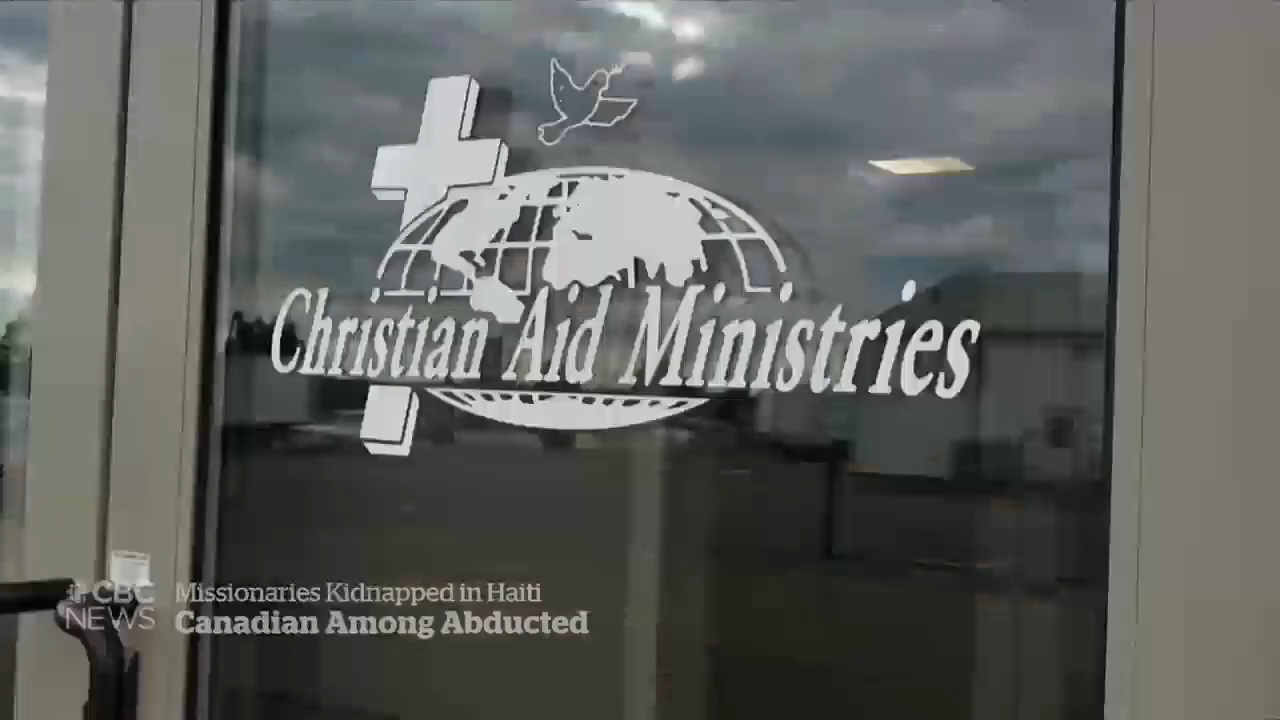 Christian Aid Ministries
CBC
NEWS
Missionaries Kidnapped in Haiti
Canadian Among Abducted